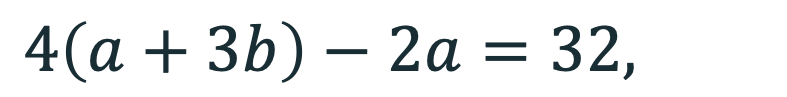 4(a + 3b) − 2a = 32,